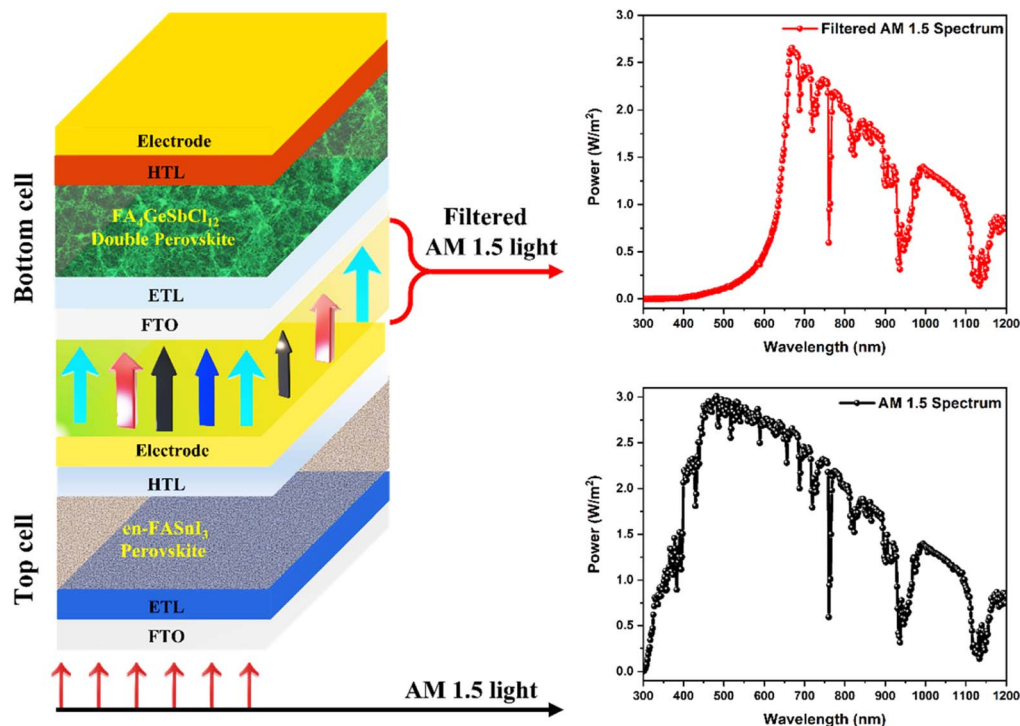 Bottom cell
Electrode
HTL
FA₄GeSbCl₁₂
Double Perovskite
ETL
FTO
Filtered
AM 1.5 light
Top cell
Electrode
HTL
en-FASnI₃
Perovskite
ETL
FTO
AM 1.5 light
Filtered AM 1.5 Spectrum
Power (W/m²)
3.0
2.5
2.0
1.5
1.0
0.5
0.0
300 400 500 600 700 800 900 1000 1100 1200
Wavelength (nm)
AM 1.5 Spectrum
Power (W/m²)
3.0
2.5
2.0
1.5
1.0
0.5
0.0
300 400 500 600 700 800 900 1000 1100 1200
Wavelength (nm)